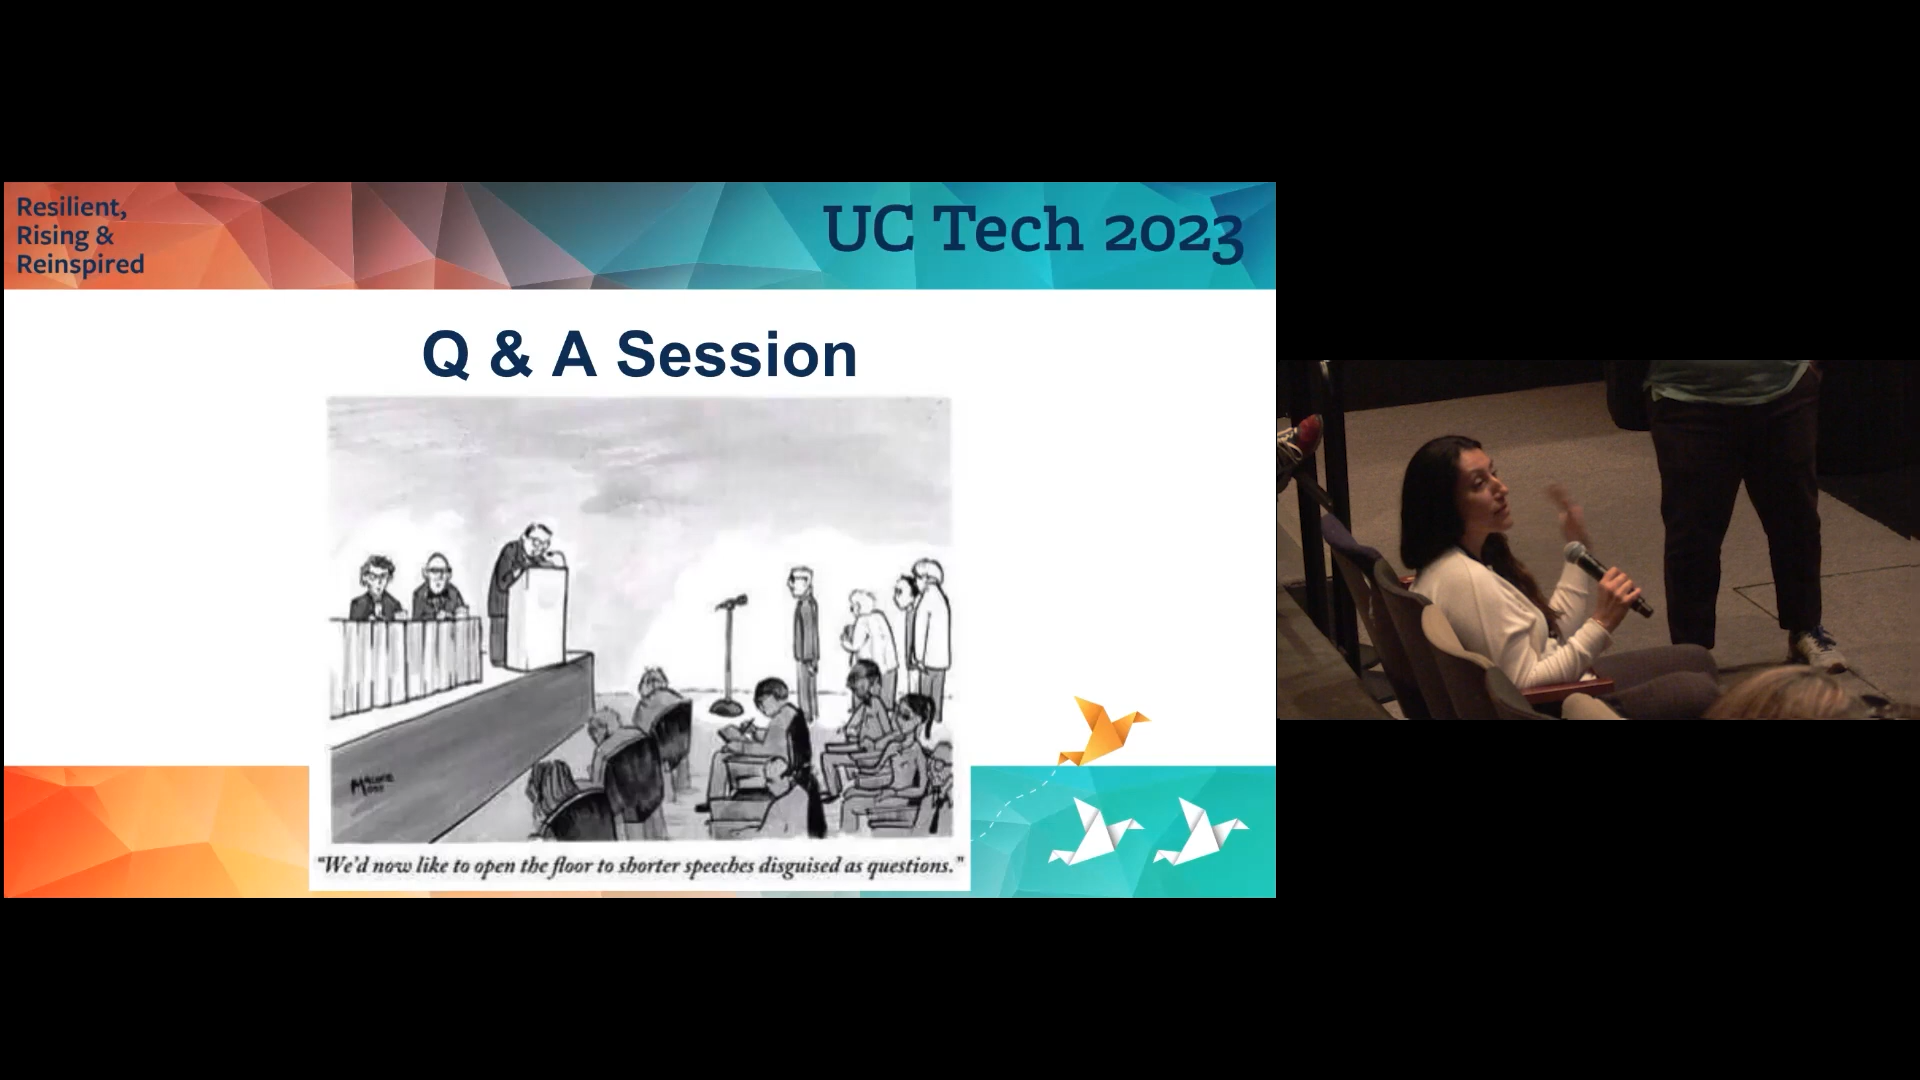 Resilient,
Rising &
Reinspired
UC Tech 2023
Q & A Session
"We'd now like to open the floor to shorter speeches disguised as questions."